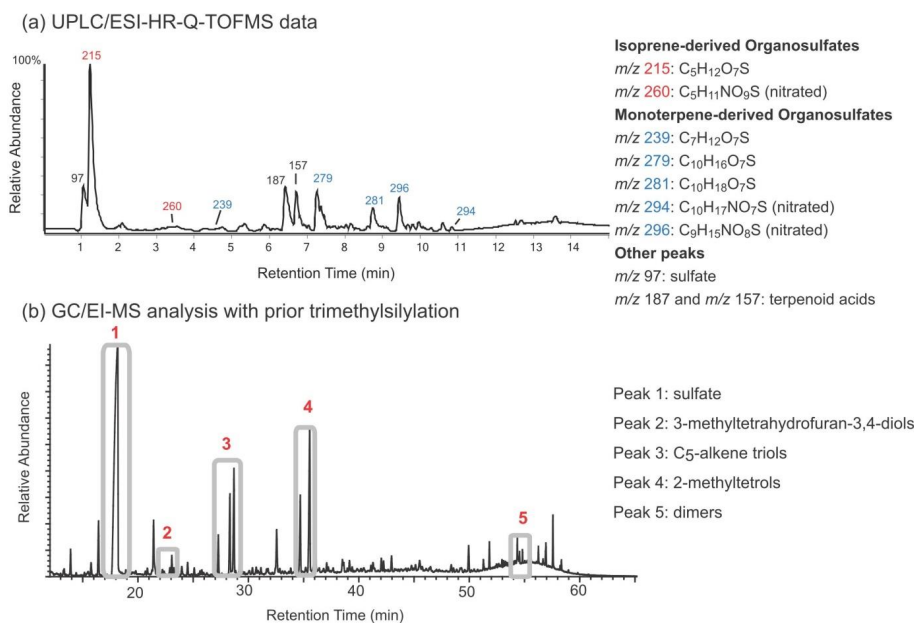 (a) UPLC/ESI-HR-Q-TOFMS data
100%
Relative Abundance
97
215
260
239
187
157
279
281
296
294
1 2 3 4 5 6 7 8 9 10 11 12 13 14
Retention Time (min)
Isoprene-derived Organosulfates
m/z 215: C₅H₁₂O₇S
m/z 260: C₅H₁₁NO₉S (nitrated)
Monoterpene-derived Organosulfates
m/z 239: C₇H₁₂O₇S
m/z 279: C₁₀H₁₆O₇S
m/z 281: C₁₀H₁₈O₇S
m/z 294: C₁₀H₁₇NO₇S (nitrated)
m/z 296: C₉H₁₅NO₈S (nitrated)
Other peaks
m/z 97: sulfate
m/z 187 and m/z 157: terpenoid acids
(b) GC/EI-MS analysis with prior trimethylsilylation
Relative Abundance
1
2
3
4
5
20 30 40 50 60
Retention Time (min)
Peak 1: sulfate
Peak 2: 3-methyltetrahydrofuran-3,4-diols
Peak 3: C₅-alkene triols
Peak 4: 2-methyltetrols
Peak 5: dimers